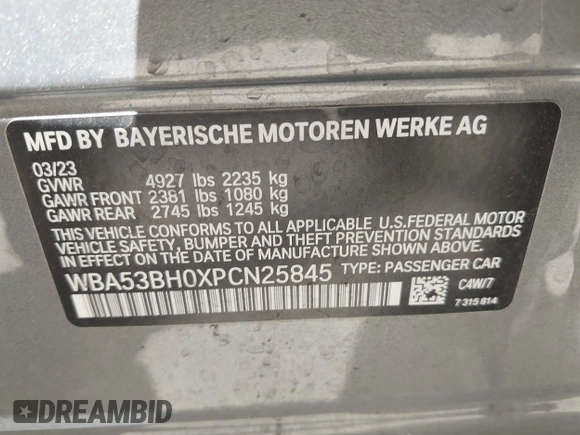 MFD BY BAYERISCHE MOTOREN WERKE AG
03/23
GVWR 4927 lbs 2235 kg
GAWR FRONT 2381 lbs 1080 kg
GAWR REAR 2745 lbs 1245 kg
THIS VEHICLE CONFORMS TO ALL APPLICABLE U.S.FEDERAL MOTOR
VEHICLE SAFETY, BUMPER AND THEFT PREVENTION STANDARDS
IN EFFECT ON THE DATE OF MANUFACTURE SHOWN ABOVE.
WBA53BH0XPCN25845 TYPE: PASSENGER CAR
C4W/7
7 315 814
DREAMBID